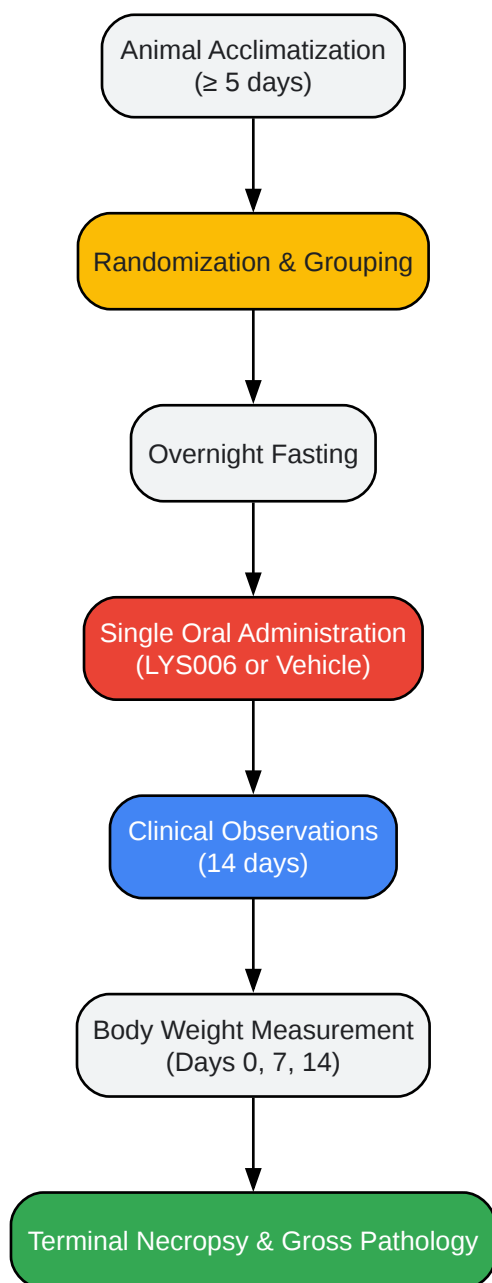 Animal Acclimatization
(≥ 5 days)
Randomization & Grouping
Overnight Fasting
Single Oral Administration
(LYS006 or Vehicle)
Clinical Observations
(14 days)
Body Weight Measurement
(Days 0, 7, 14)
Terminal Necropsy & Gross Pathology